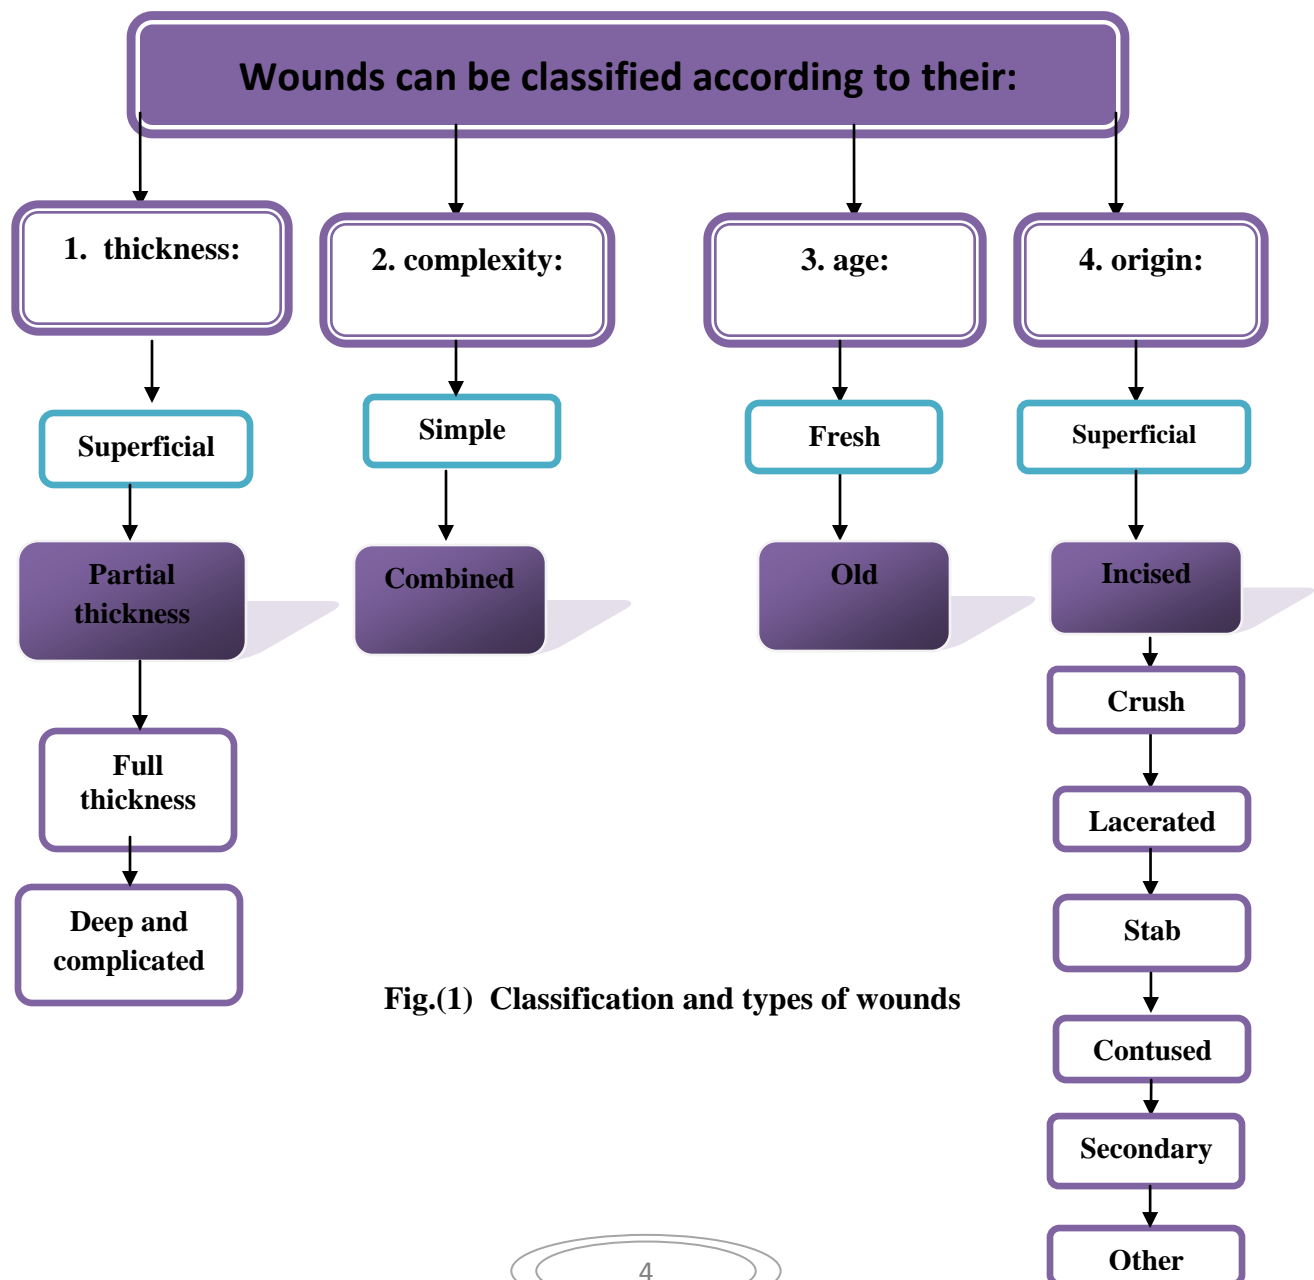 Wounds can be classified according to their:
1. thickness:
2. complexity:
3. age:
4. origin:
Superficial
Simple
Fresh
Superficial
Partial
thickness
Combined
Old
Incised
Full
thickness
Crush
Lacerated
Deep and
complicated
Stab
Fig.(1) Classification and types of wounds
Contused
Secondary
Other
4